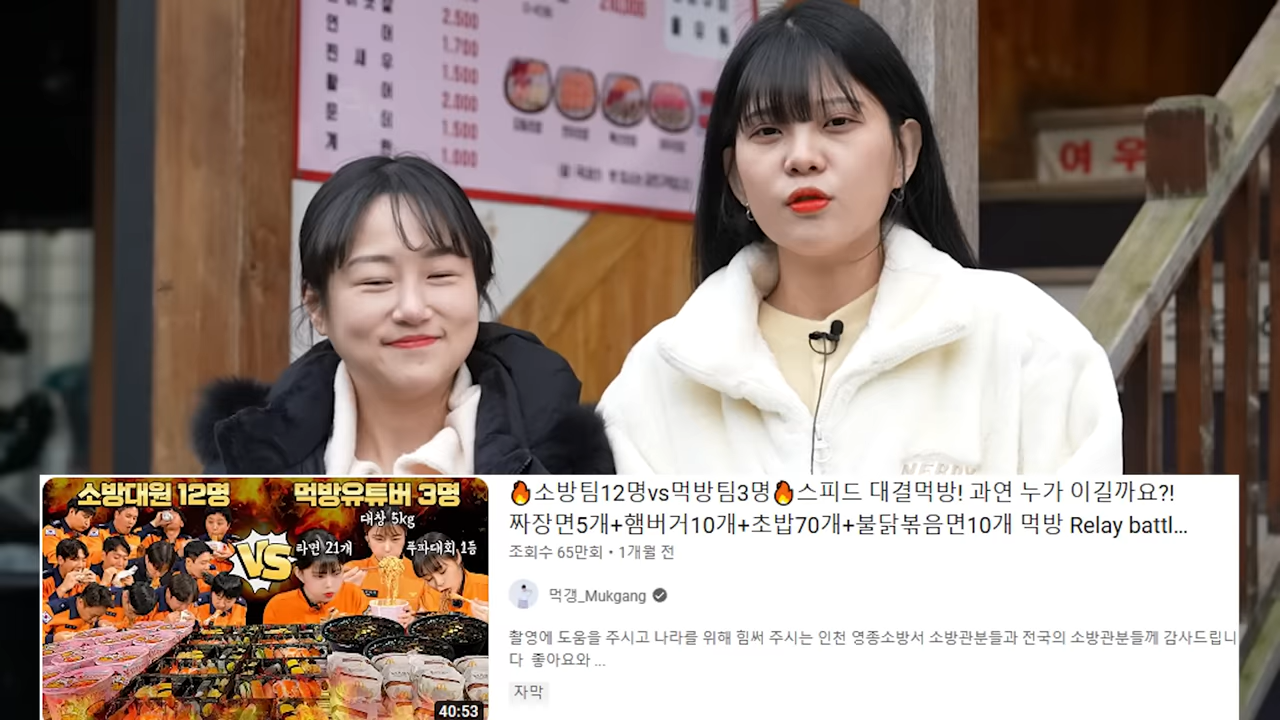 2.500
1.700
1.500
2.000
1.500
1.000
여우
NERDY
소방대원 12명
먹방유튜버 3명
대창 5kg
VS
라면 21개
푸파대회 1등
40:53
🔥소방팀12명vs먹방팀3명🔥스피드 대결먹방! 과연 누가 이길까요?!
짜장면5개+햄버거10개+초밥70개+불닭볶음면10개 먹방 Relay battl...
조회수 65만회 • 1개월 전
먹갱_Mukgang
촬영에 도움을 주시고 나라를 위해 힘써 주시는 인천 영종소방서 소방관분들과 전국의 소방관분들께 감사드립니
다 좋아요와 ...
자막